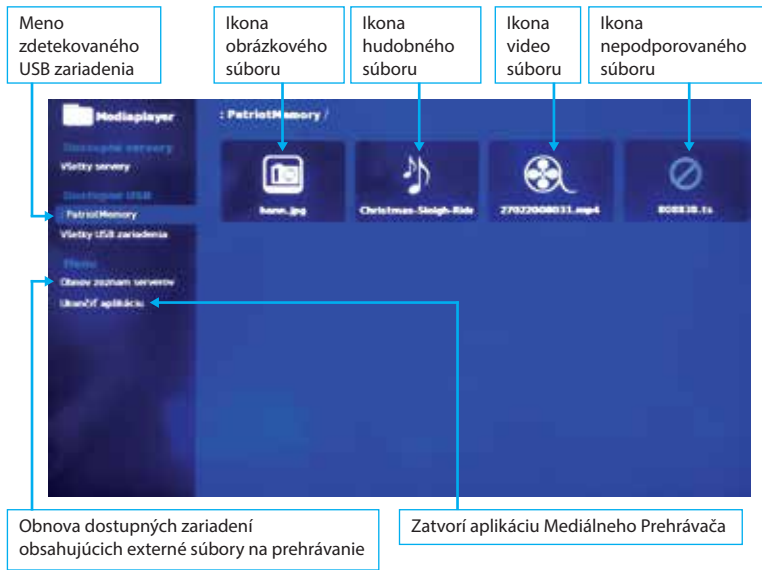 Meno
zdetekovaného
USB zariadenia
Ikona
obrázkového
súboru
Ikona
hudobného
súboru
Ikona
video
súboru
Ikona
nepodporovaného
súboru
Mediaplayer
: PatriotMemory /
Dostupné servery
Všetky servery
Dostupné USB
PatriotMemory
Všetky USB zariadenia
Menu
Obnov zoznam serverov
Ukončiť aplikáciu
Christmas-Sleigh-Ride
27022008031.mp4
Obnova dostupných zariadení
obsahujúcich externé súbory na prehrávanie
Zatvorí aplikáciu Mediálneho Prehrávača